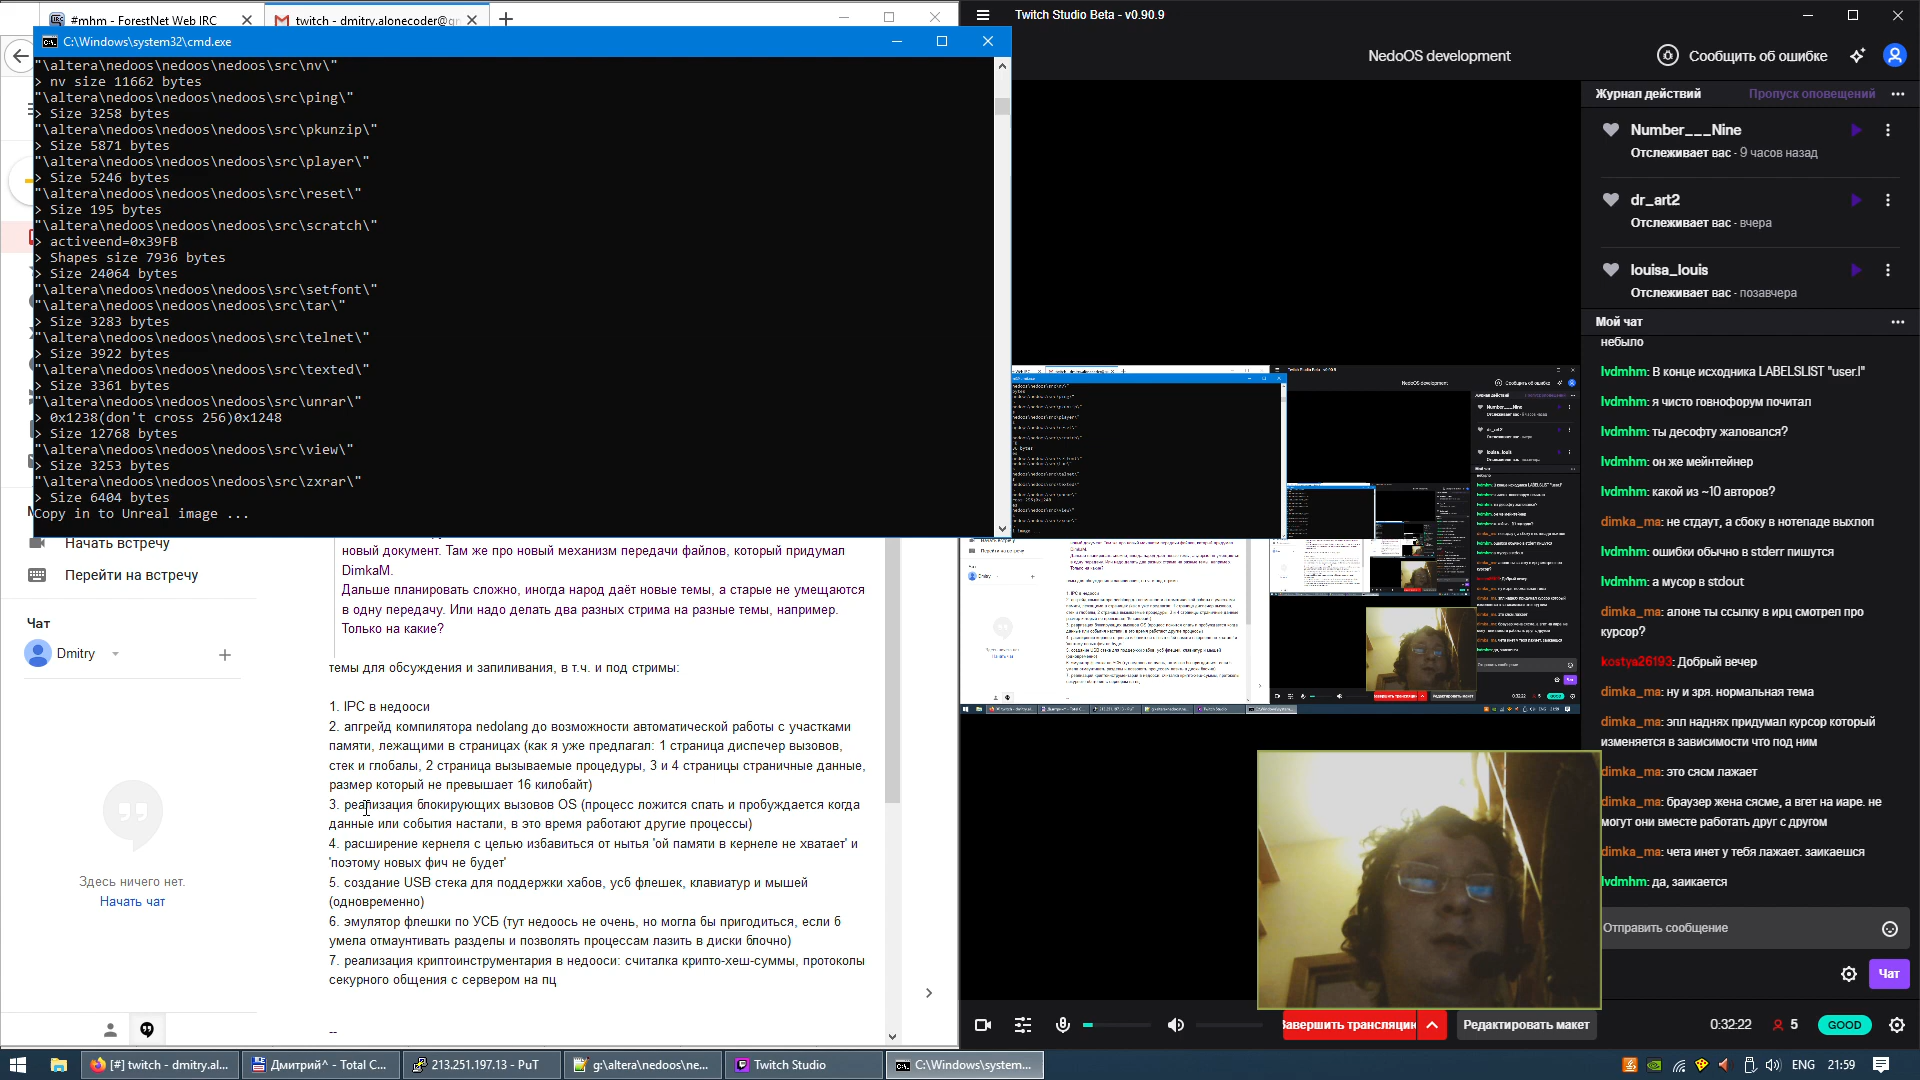 #mhm - ForestNet Web IRC
twitch - dmitry.alonecoder@gm
C:\Windows\system32\cmd.exe
"\altera\nedoos\nedoos\nedoos\src\nv\"
> nv size 11662 bytes
"\altera\nedoos\nedoos\nedoos\src\ping\"
> Size 3258 bytes
"\altera\nedoos\nedoos\nedoos\src\pkunzip\"
> Size 5871 bytes
"\altera\nedoos\nedoos\nedoos\src\player\"
> Size 5246 bytes
"\altera\nedoos\nedoos\nedoos\src\reset\"
> Size 195 bytes
"\altera\nedoos\nedoos\nedoos\src\scratch\"
> activeend=0x39FB
> Shapes size 7936 bytes
> Size 24064 bytes
"\altera\nedoos\nedoos\nedoos\src\setfont\"
"\altera\nedoos\nedoos\nedoos\src\tar\"
> Size 3283 bytes
"\altera\nedoos\nedoos\nedoos\src\telnet\"
> Size 3922 bytes
"\altera\nedoos\nedoos\nedoos\src\texted\"
> Size 3361 bytes
"\altera\nedoos\nedoos\nedoos\src\unrar\"
> 0x1238(don't cross 256)0x1248
> Size 12768 bytes
"\altera\nedoos\nedoos\nedoos\src\view\"
> Size 3253 bytes
"\altera\nedoos\nedoos\nedoos\src\zxrar\"
> Size 6404 bytes
Copy in to Unreal image ...
Начать встречу
Перейти на встречу
Чат
Dmitry
Здесь ничего нет.
Начать чат
новый документ. Там же про новый механизм передачи файлов, который придумал
DimkaM.
Дальше планировать сложно, иногда народ даёт новые темы, а старые не умещаются
в одну передачу. Или надо делать два разных стрима на разные темы, например.
Только на какие?
темы для обсуждения и запиливания, в т.ч. и под стримы:
1. IPC в недооси
2. апгрейд компилятора nedolang до возможности автоматической работы с участками
памяти, лежащими в страницах (как я уже предлагал: 1 страница диспечер вызовов,
стек и глобалы, 2 страница вызываемые процедуры, 3 и 4 страницы страничные данные,
размер который не превышает 16 килобайт)
3. реализация блокирующих вызовов OS (процесс ложится спать и пробуждается когда
данные или события настали, в это время работают другие процессы)
4. расширение кернеля с целью избавиться от нытья 'ой памяти в кернеле не хватает' и
'поэтому новых фич не будет'
5. создание USB стека для поддержки хабов, усб флешек, клавиатур и мышей
(одновременно)
6. эмулятор флешки по УСБ (тут недоось не очень, но могла бы пригодиться, если б
умела отмаунтивать разделы и позволять процессам лазить в диски блочно)
7. реализация криптоинструментария в недооси: считалка крипто-хеш-суммы, протоколы
секурного общения с сервером на пц
--
Twitch Studio Beta - v0.90.9
NedoOS development
Сообщить об ошибке
Журнал действий
Пропуск оповещений
Number___Nine
Отслеживает вас - 9 часов назад
dr_art2
Отслеживает вас - вчера
louisa_louis
Отслеживает вас - позавчера
Мой чат
небыло
lvdmhm: В конце исходника LABELSLIST "user.l"
lvdmhm: я чисто говнофорум почитал
lvdmhm: ты десофту жаловался?
lvdmhm: он же мейнтейнер
lvdmhm: какой из ~10 авторов?
dimka_ma: не стдаут, а сбоку в нотепаде выхлоп
lvdmhm: ошибки обычно в stderr пишутся
lvdmhm: а мусор в stdout
dimka_ma: алоне ты ссылку в ирц смотрел про
курсор?
kostya26193: Добрый вечер
dimka_ma: ну и зря. нормальная тема
dimka_ma: эпл наднях придумал курсор который
изменяется в зависимости что под ним
dimka_ma: это сясм лажает
dimka_ma: браузер жена сясме, а вгет на иаре. не
могут они вместе работать друг с другом
dimka_ma: чета инет у тебя лажает. заикаешся
lvdmhm: да, заикается
Отправить сообщение
Чат
Завершить трансляцию
Редактировать макет
0:32:22
5
GOOD
[#] twitch - dmitry.al...
Дмитрий^ - Total C...
213.251.197.13 - PuT
g:\altera\nedoos\ne...
Twitch Studio
C:\Windows\system...
ENG
21:59